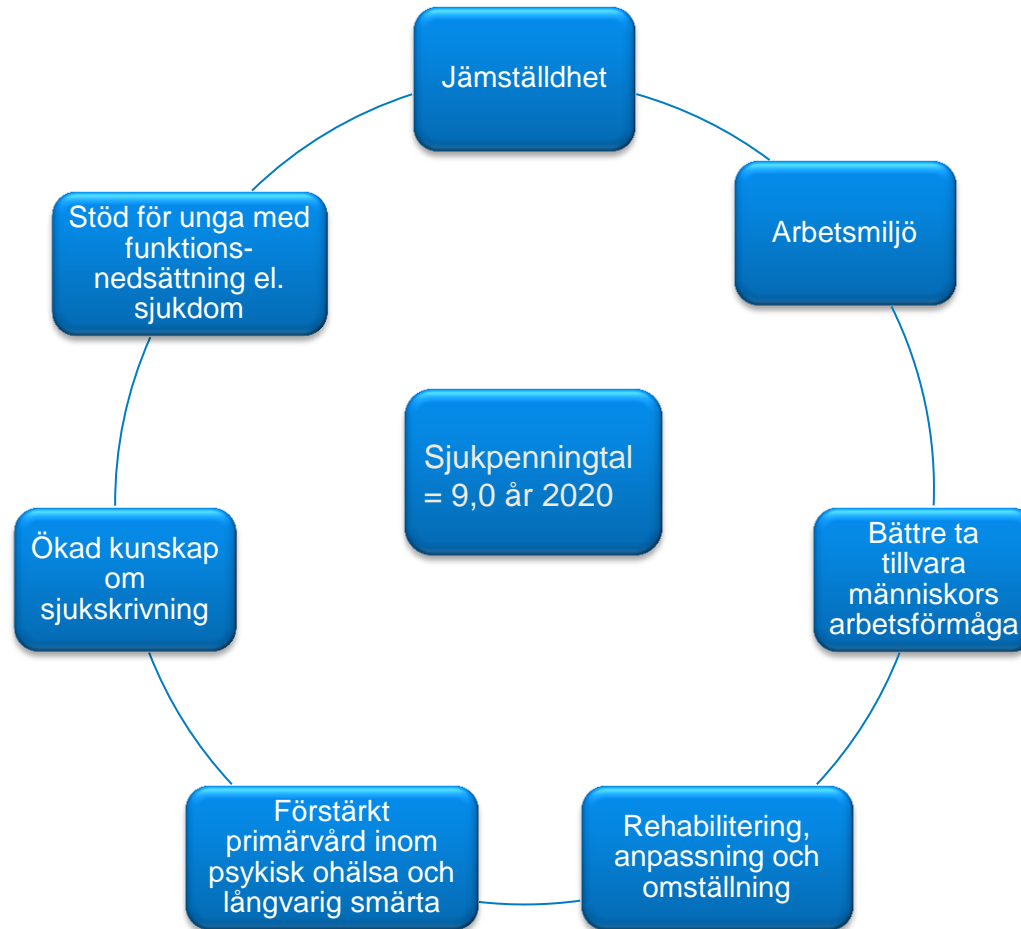 Jämställdhet
Arbetsmiljö
Stöd för unga med
funktions-
nedsättning el.
sjukdom
Sjukpenningtal
= 9,0 år 2020
Bättre ta
tillvara
människors
arbetsförmåga
Ökad kunskap
om
sjukskrivning
Förstärkt
primärvård inom
psykisk ohälsa och
långvarig smärta
Rehabilitering,
anpassning och
omställning